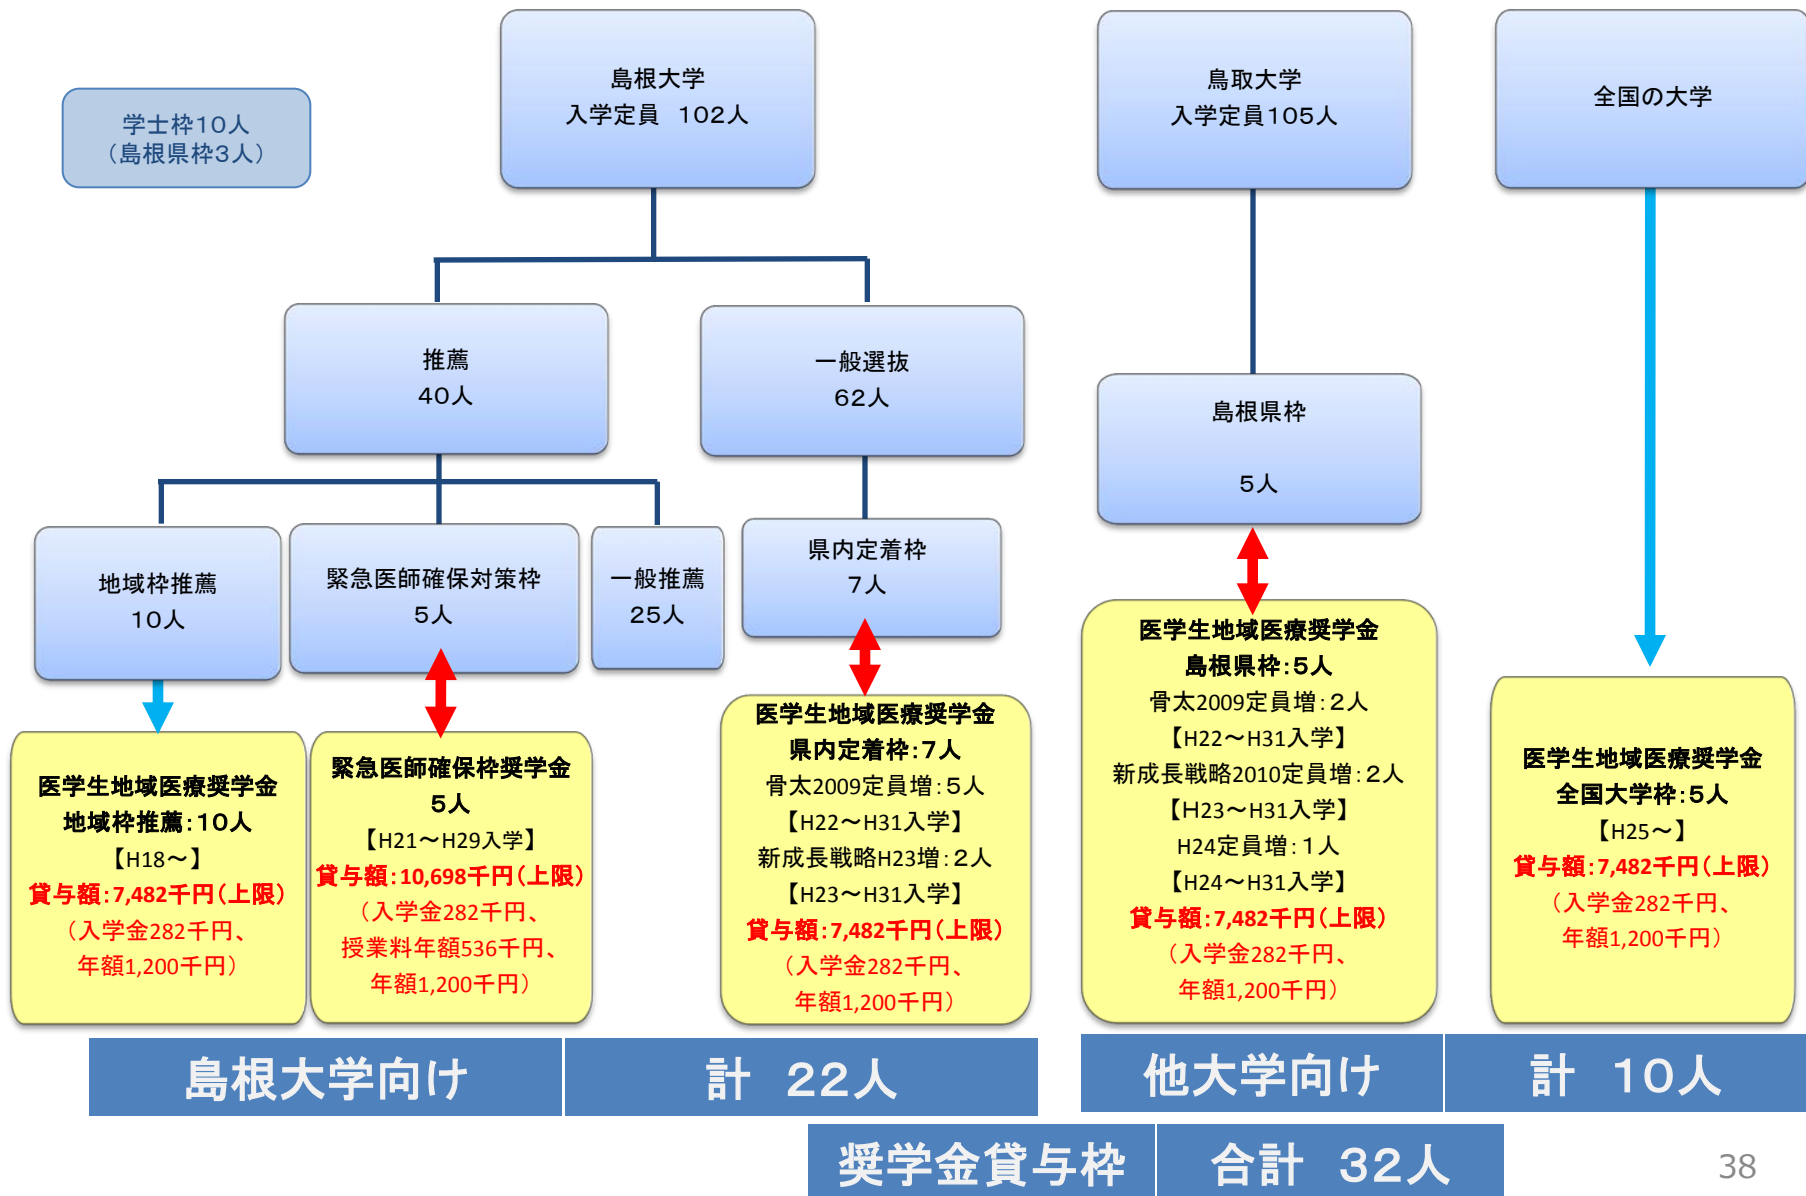 学士枠10人
（島根県枠3人）
島根大学
入学定員　102人
鳥取大学
入学定員105人
全国の大学
推薦
40人
一般選抜
62人
島根県枠
5人
地域枠推薦
10人
緊急医師確保対策枠
5人
一般推薦
25人
県内定着枠
7人
医学生地域医療奨学金
地域枠推薦：10人
【H18～】
貸与額：7,482千円（上限）
（入学金282千円、
年額1,200千円）
緊急医師確保枠奨学金
5人
【H21～H29入学】
貸与額：10,698千円（上限）
（入学金282千円、
授業料年額536千円、
年額1,200千円）
医学生地域医療奨学金
県内定着枠：7人
骨太2009定員増：5人
【H22～H31入学】
新成長戦略H23増：2人
【H23～H31入学】
貸与額：7,482千円（上限）
（入学金282千円、
年額1,200千円）
医学生地域医療奨学金
島根県枠：5人
骨太2009定員増：2人
【H22～H31入学】
新成長戦略2010定員増：2人
【H23～H31入学】
H24定員増：1人
【H24～H31入学】
貸与額：7,482千円（上限）
（入学金282千円、
年額1,200千円）
医学生地域医療奨学金
全国大学枠：5人
【H25～】
貸与額：7,482千円（上限）
（入学金282千円、
年額1,200千円）
島根大学向け
計　22人
他大学向け
計　10人
奨学金貸与枠
合計　32人
38